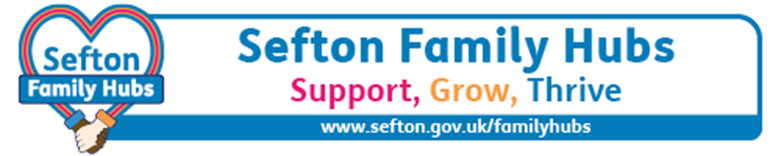 Sefton
Family Hubs
Sefton Family Hubs
Support, Grow, Thrive
www.sefton.gov.uk/familyhubs